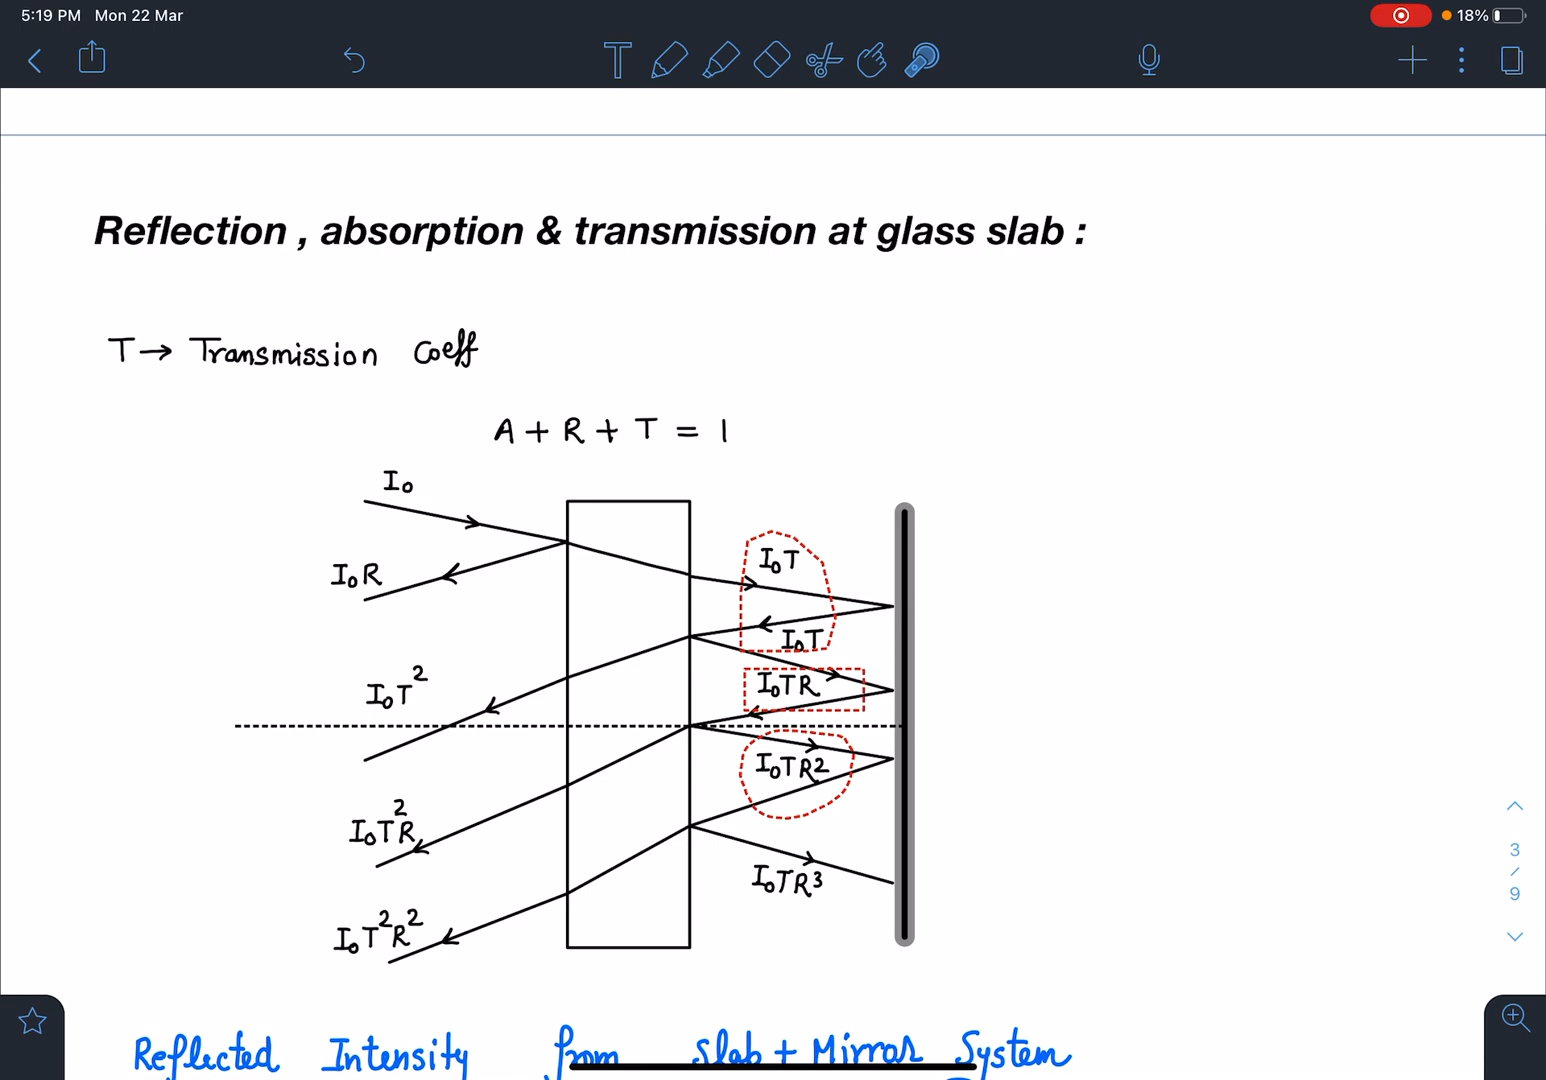 5:19 PM Mon 22 Mar
18%
Reflection , absorption & transmission at glass slab :
T → Transmission Coeff
A + R + T = 1
I₀
I₀T
I₀R
I₀T
I₀TR
I₀T²
I₀TR2
I₀T²R
I₀TR³
I₀T²R²
3
/
9
Reflected Intensity from Slab + Mirror System